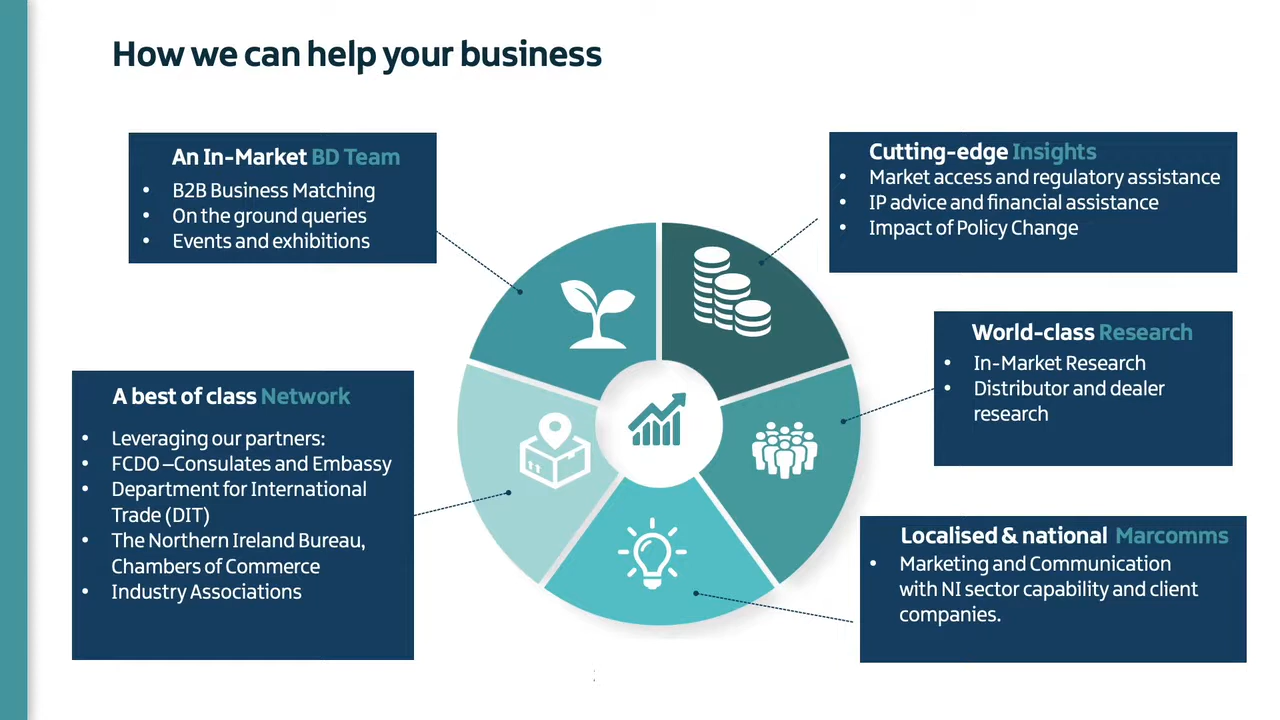 How we can help your business
An In-Market BD Team
• B2B Business Matching
• On the ground queries
• Events and exhibitions
Cutting-edge Insights
• Market access and regulatory assistance
• IP advice and financial assistance
• Impact of Policy Change
World-class Research
• In-Market Research
• Distributor and dealer
research
A best of class Network
• Leveraging our partners:
• FCDO –Consulates and Embassy
• Department for International
Trade (DIT)
• The Northern Ireland Bureau,
Chambers of Commerce
• Industry Associations
Localised & national Marcomms
• Marketing and Communication
with NI sector capability and client
companies.